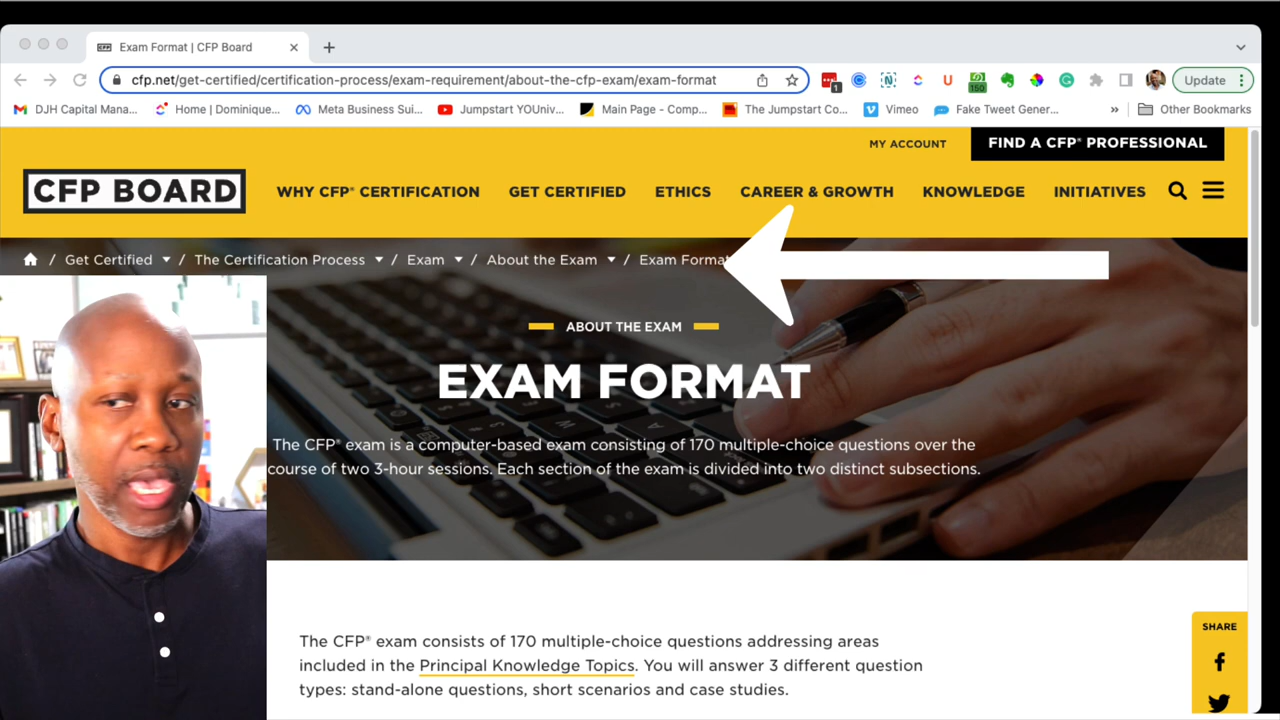 Exam Format | CFP Board
cfp.net/get-certified/certification-process/exam-requirement/about-the-cfp-exam/exam-format
1
150
Update
DJH Capital Mana...
Home | Dominique...
Meta Business Sui...
Jumpstart YOUniv...
Main Page - Comp...
The Jumpstart Co...
Vimeo
Fake Tweet Gener...
»
Other Bookmarks
MY ACCOUNT
FIND A CFP® PROFESSIONAL
CFP BOARD
WHY CFP® CERTIFICATION
GET CERTIFIED
ETHICS
CAREER & GROWTH
KNOWLEDGE
INITIATIVES
/ Get Certified / The Certification Process / Exam / About the Exam / Exam Format
ABOUT THE EXAM
EXAM FORMAT
The CFP® exam is a computer-based exam consisting of 170 multiple-choice questions over the
course of two 3-hour sessions. Each section of the exam is divided into two distinct subsections.
The CFP® exam consists of 170 multiple-choice questions addressing areas
included in the Principal Knowledge Topics. You will answer 3 different question
types: stand-alone questions, short scenarios and case studies.
SHARE